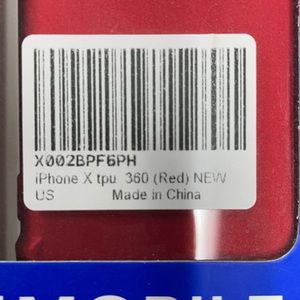 X002BPF6PH
iPhone X tpu 360 (Red) NEW
US Made in China